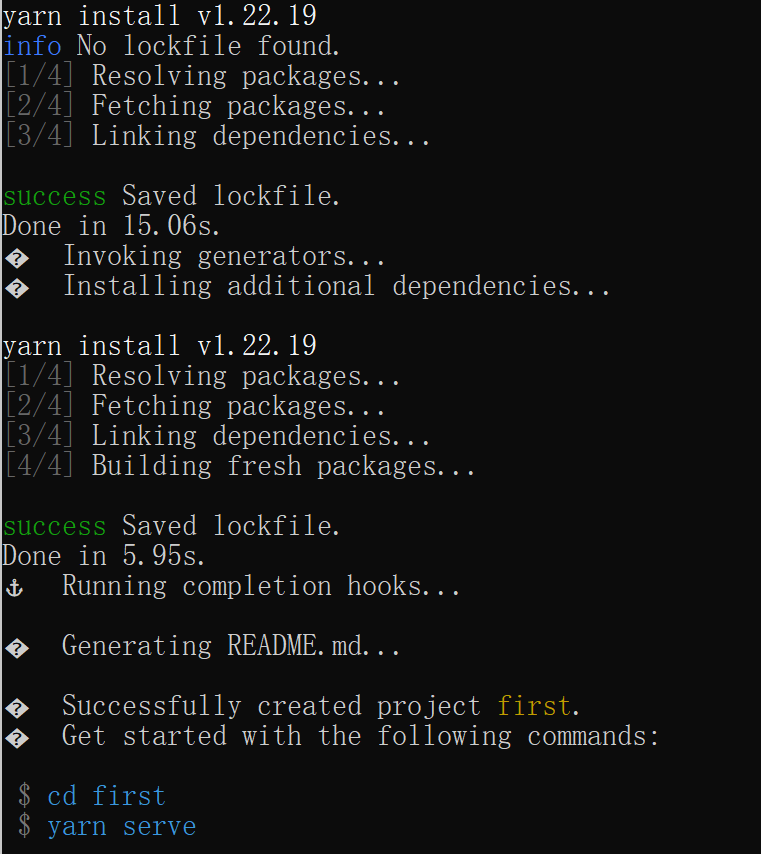 yarn install v1.22.19
info No lockfile found.
[1/4] Resolving packages...
[2/4] Fetching packages...
[3/4] Linking dependencies...
success Saved lockfile.
Done in 15.06s.
�  Invoking generators...
�  Installing additional dependencies...
yarn install v1.22.19
[1/4] Resolving packages...
[2/4] Fetching packages...
[3/4] Linking dependencies...
[4/4] Building fresh packages...
success Saved lockfile.
Done in 5.95s.
⚓  Running completion hooks...
�  Generating README.md...
�  Successfully created project first.
�  Get started with the following commands:
$ cd first
$ yarn serve